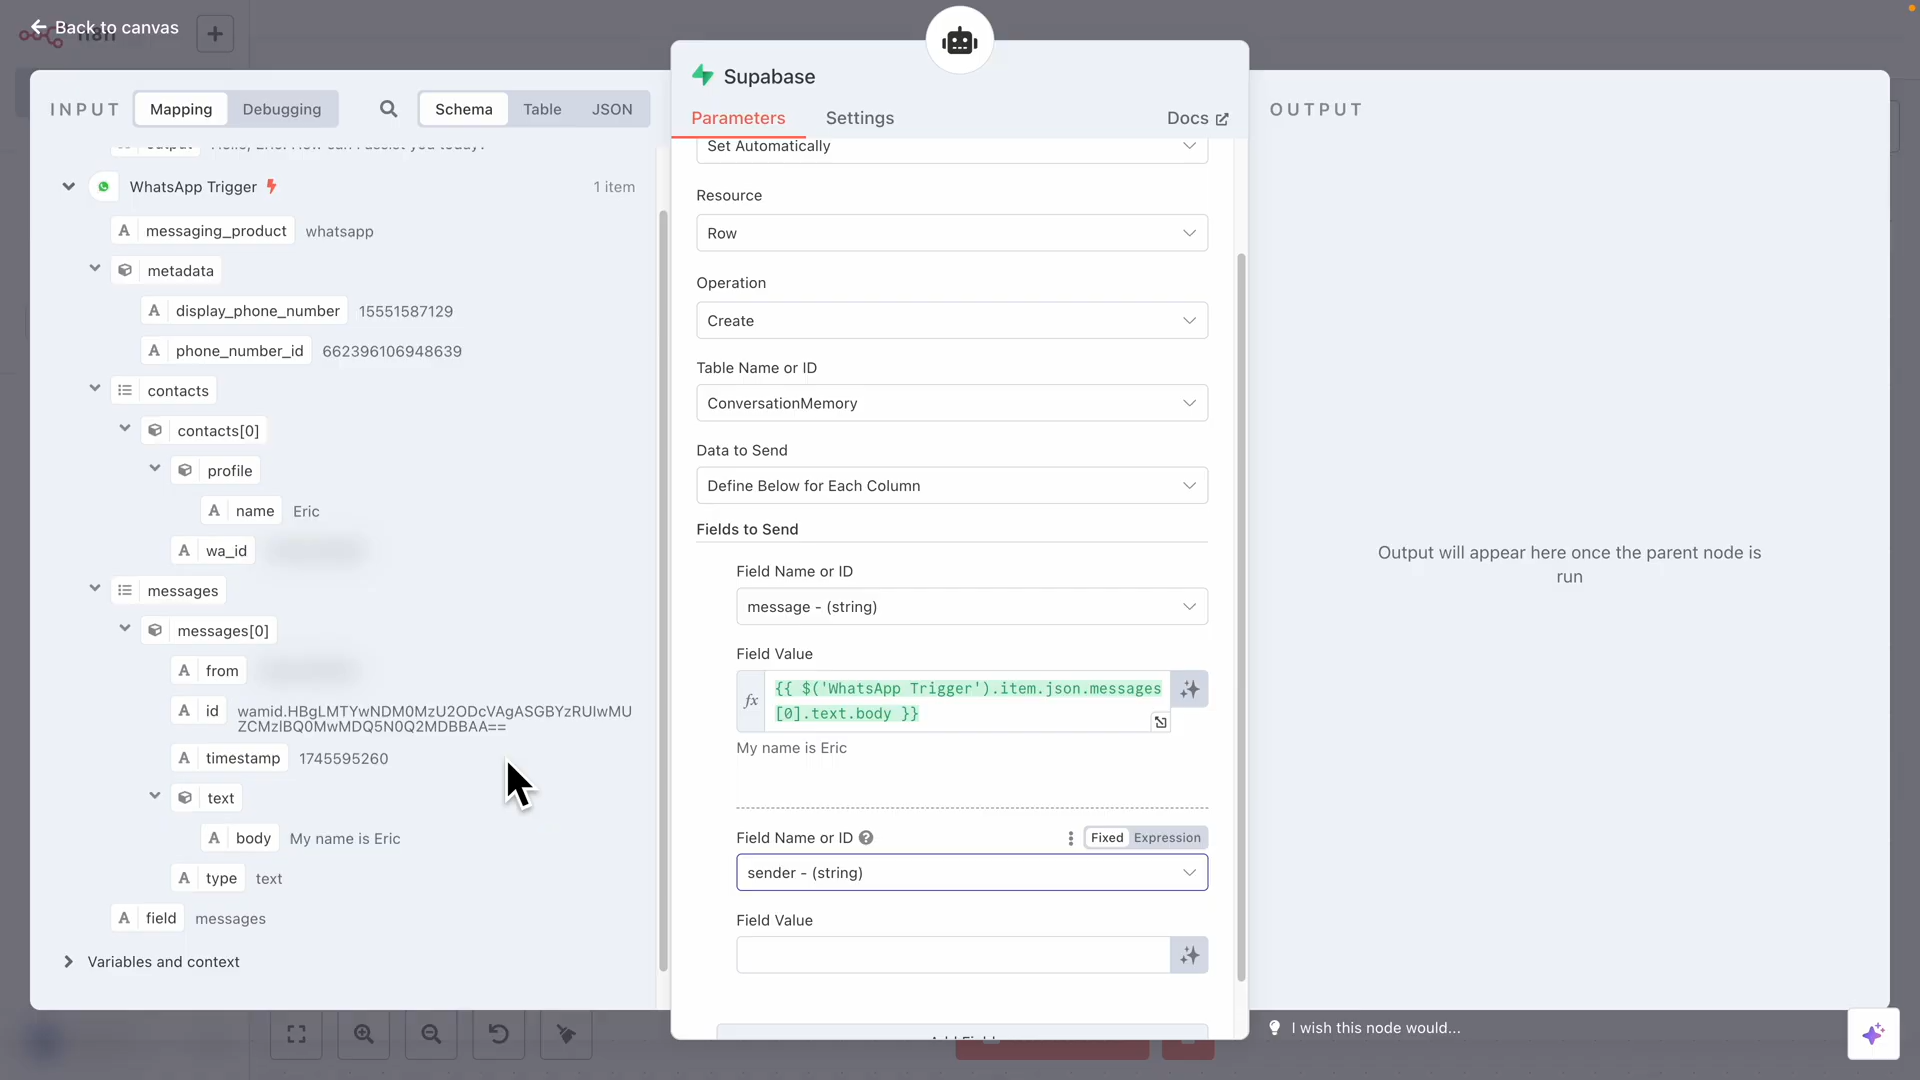 Back to canvas
INPUT
Mapping
Debugging
Schema
Table
JSON
WhatsApp Trigger
1 item
messaging_product
whatsapp
metadata
display_phone_number
15551587129
phone_number_id
662396106948639
contacts
contacts[0]
profile
name
Eric
wa_id
messages
messages[0]
from
id
wamid.HBgLMTYwNDM0MzU2ODcVAgASGBYzRUIwMU
ZCMzlBQ0MwMDQ5N0Q2MDBBAA==
timestamp
1745595260
text
body
My name is Eric
type
text
field
messages
Variables and context
Supabase
Parameters
Settings
Docs
Set Automatically
Resource
Row
Operation
Create
Table Name or ID
ConversationMemory
Data to Send
Define Below for Each Column
Fields to Send
Field Name or ID
message - (string)
Field Value
fx
{{ $('WhatsApp Trigger').item.json.messages
[0].text.body }}
My name is Eric
Field Name or ID
Fixed
Expression
sender - (string)
Field Value
OUTPUT
Output will appear here once the parent node is
run
I wish this node would...